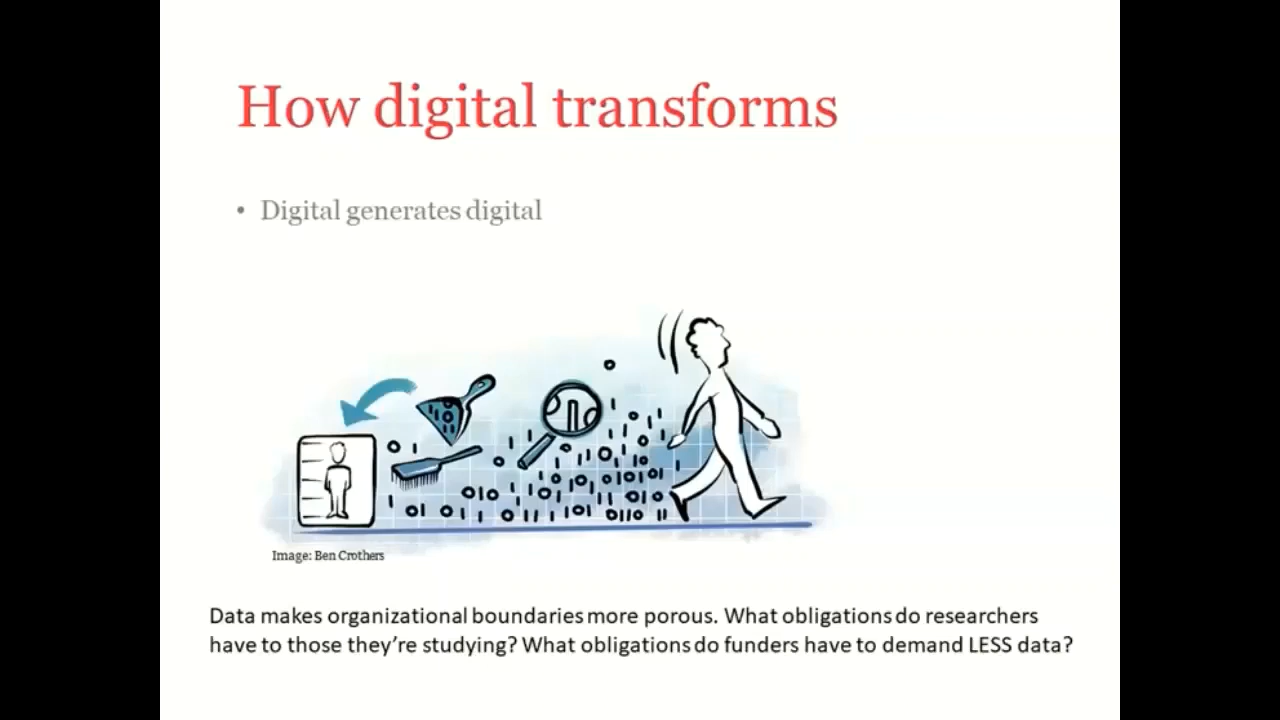 How digital transforms
• Digital generates digital
Image: Ben Crothers
Data makes organizational boundaries more porous. What obligations do researchers
have to those they're studying? What obligations do funders have to demand LESS data?